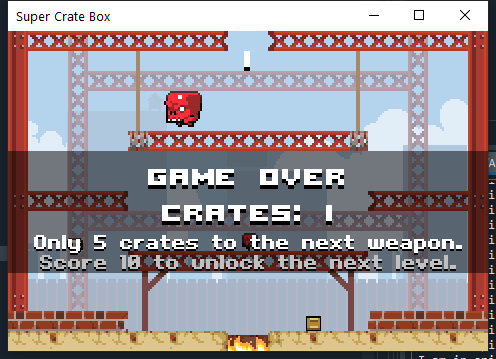 Super Crate Box
GAME OVER
CRATES: 1
Only 5 crates to the next weapon.
Score 10 to unlock the next level.